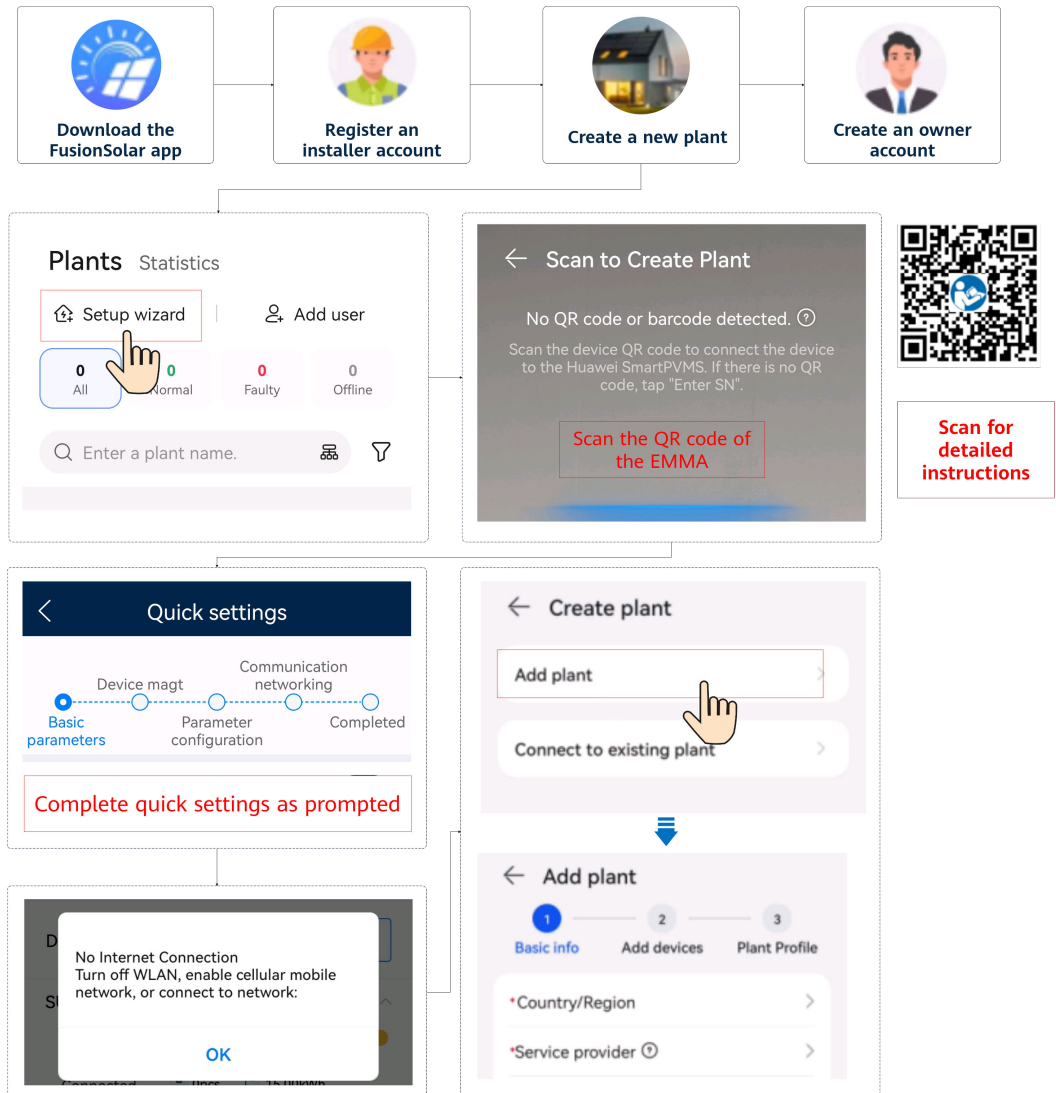 Download the
FusionSolar app
Register an
installer account
Create a new plant
Create an owner
account
Plants Statistics
Setup wizard
Add user
0
All
0
Normal
0
Faulty
0
Offline
Enter a plant name.
Scan to Create Plant
No QR code or barcode detected.
Scan the device QR code to connect the device
to the Huawei SmartPVMS. If there is no QR
code, tap "Enter SN".
Scan the QR code of
the EMMA
Scan for
detailed
instructions
Quick settings
Basic
parameters
Device magt
Parameter
configuration
Communication
networking
Completed
Complete quick settings as prompted
No Internet Connection
Turn off WLAN, enable cellular mobile
network, or connect to network:
OK
Create plant
Add plant
Connect to existing plant
Add plant
1
Basic info
2
Add devices
3
Plant Profile
*Country/Region
*Service provider